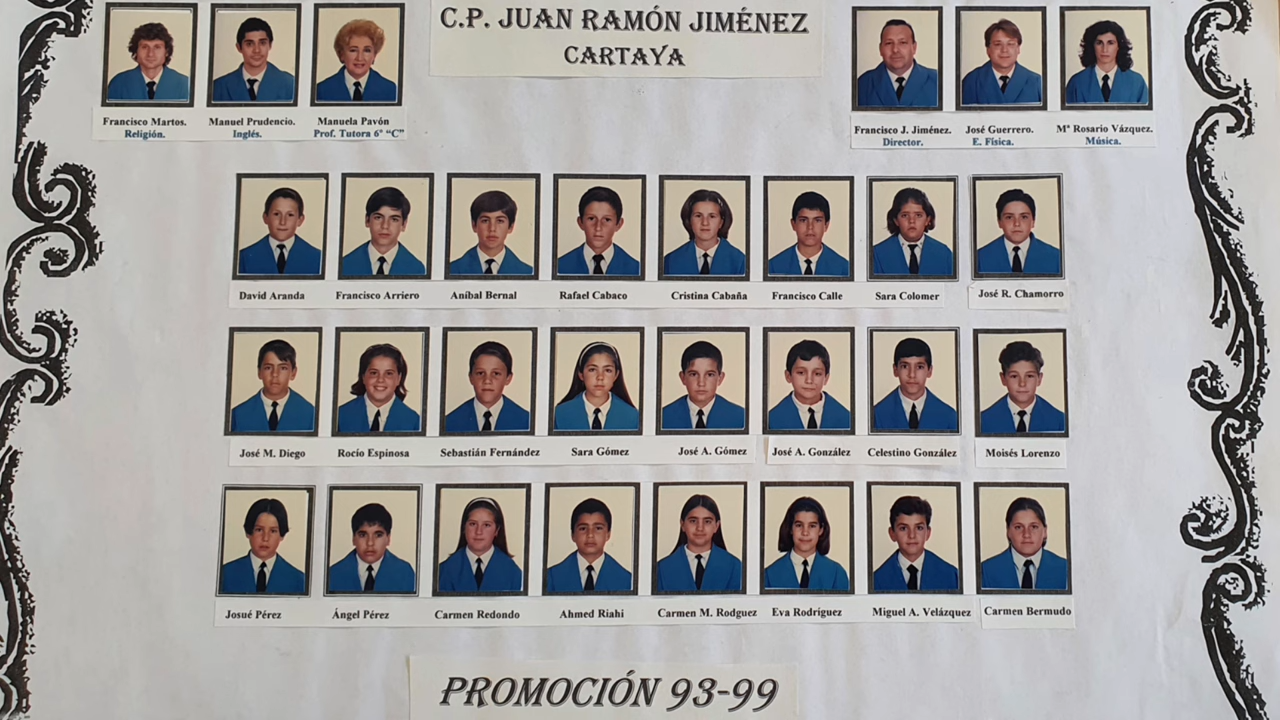 C.P. JUAN RAMÓN JIMÉNEZ
CARTAYA
Francisco Martos.
Religión.
Manuel Prudencio.
Inglés.
Manuela Pavón
Prof. Tutora 6º “C”
Francisco J. Jiménez.
Director.
José Guerrero.
E. Física.
Mª Rosario Vázquez.
Música.
David Aranda
Francisco Arriero
Aníbal Bernal
Rafael Cabaco
Cristina Cabaña
Francisco Calle
Sara Colomer
José R. Chamorro
José M. Diego
Rocío Espinosa
Sebastián Fernández
Sara Gómez
José A. Gómez
José A. González
Celestino González
Moisés Lorenzo
Josué Pérez
Ángel Pérez
Carmen Redondo
Ahmed Riahi
Carmen M. Rodguez
Eva Rodríguez
Miguel A. Velázquez
Carmen Bermudo
PROMOCIÓN 93-99